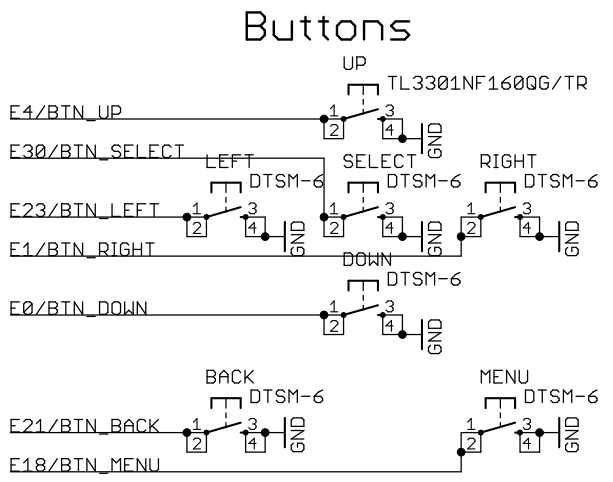 Buttons
UP
TL3301NF160QG/TR
E4/BTN_UP
1 3
2 4
GND
E30/BTN_SELECT
LEFT SELECT RIGHT
DTSM-6 DTSM-6 DTSM-6
E23/BTN_LEFT
1 3 1 3 1 3
2 4 2 4 2 4
GND GND GND
E1/BTN_RIGHT
DOWN
DTSM-6
E0/BTN_DOWN
1 3
2 4
GND
BACK MENU
DTSM-6 DTSM-6
E21/BTN_BACK
1 3 1 3
2 4 2 4
GND GND
E18/BTN_MENU